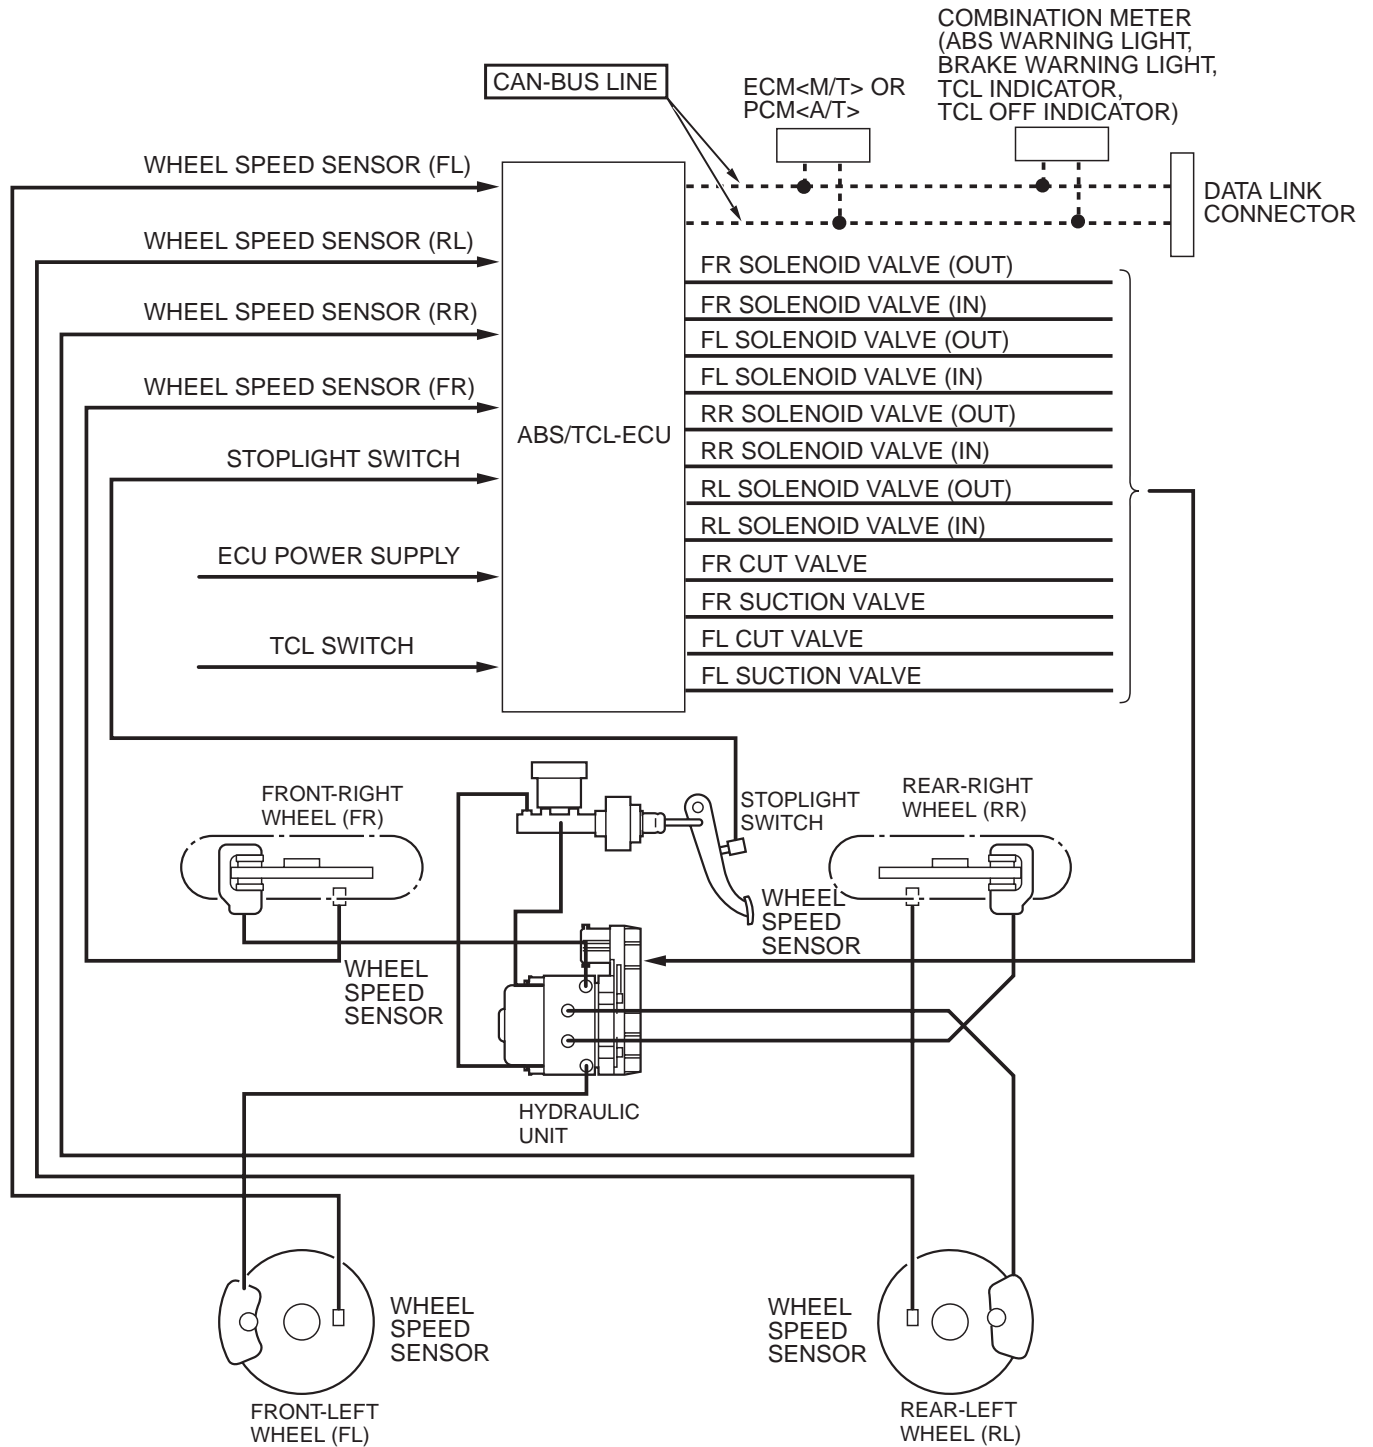 COMBINATION METER
(ABS WARNING LIGHT,
BRAKE WARNING LIGHT,
TCL INDICATOR,
TCL OFF INDICATOR)
CAN-BUS LINE
ECM<M/T> OR
PCM<A/T>
DATA LINK
CONNECTOR
WHEEL SPEED SENSOR (FL)
WHEEL SPEED SENSOR (RL)
WHEEL SPEED SENSOR (RR)
WHEEL SPEED SENSOR (FR)
STOPLIGHT SWITCH
ECU POWER SUPPLY
TCL SWITCH
ABS/TCL-ECU
FR SOLENOID VALVE (OUT)
FR SOLENOID VALVE (IN)
FL SOLENOID VALVE (OUT)
FL SOLENOID VALVE (IN)
RR SOLENOID VALVE (OUT)
RR SOLENOID VALVE (IN)
RL SOLENOID VALVE (OUT)
RL SOLENOID VALVE (IN)
FR CUT VALVE
FR SUCTION VALVE
FL CUT VALVE
FL SUCTION VALVE
FRONT-RIGHT
WHEEL (FR)
STOPLIGHT
SWITCH
REAR-RIGHT
WHEEL (RR)
WHEEL
SPEED
SENSOR
WHEEL
SPEED
SENSOR
HYDRAULIC
UNIT
WHEEL
SPEED
SENSOR
WHEEL
SPEED
SENSOR
FRONT-LEFT
WHEEL (FL)
REAR-LEFT
WHEEL (RL)